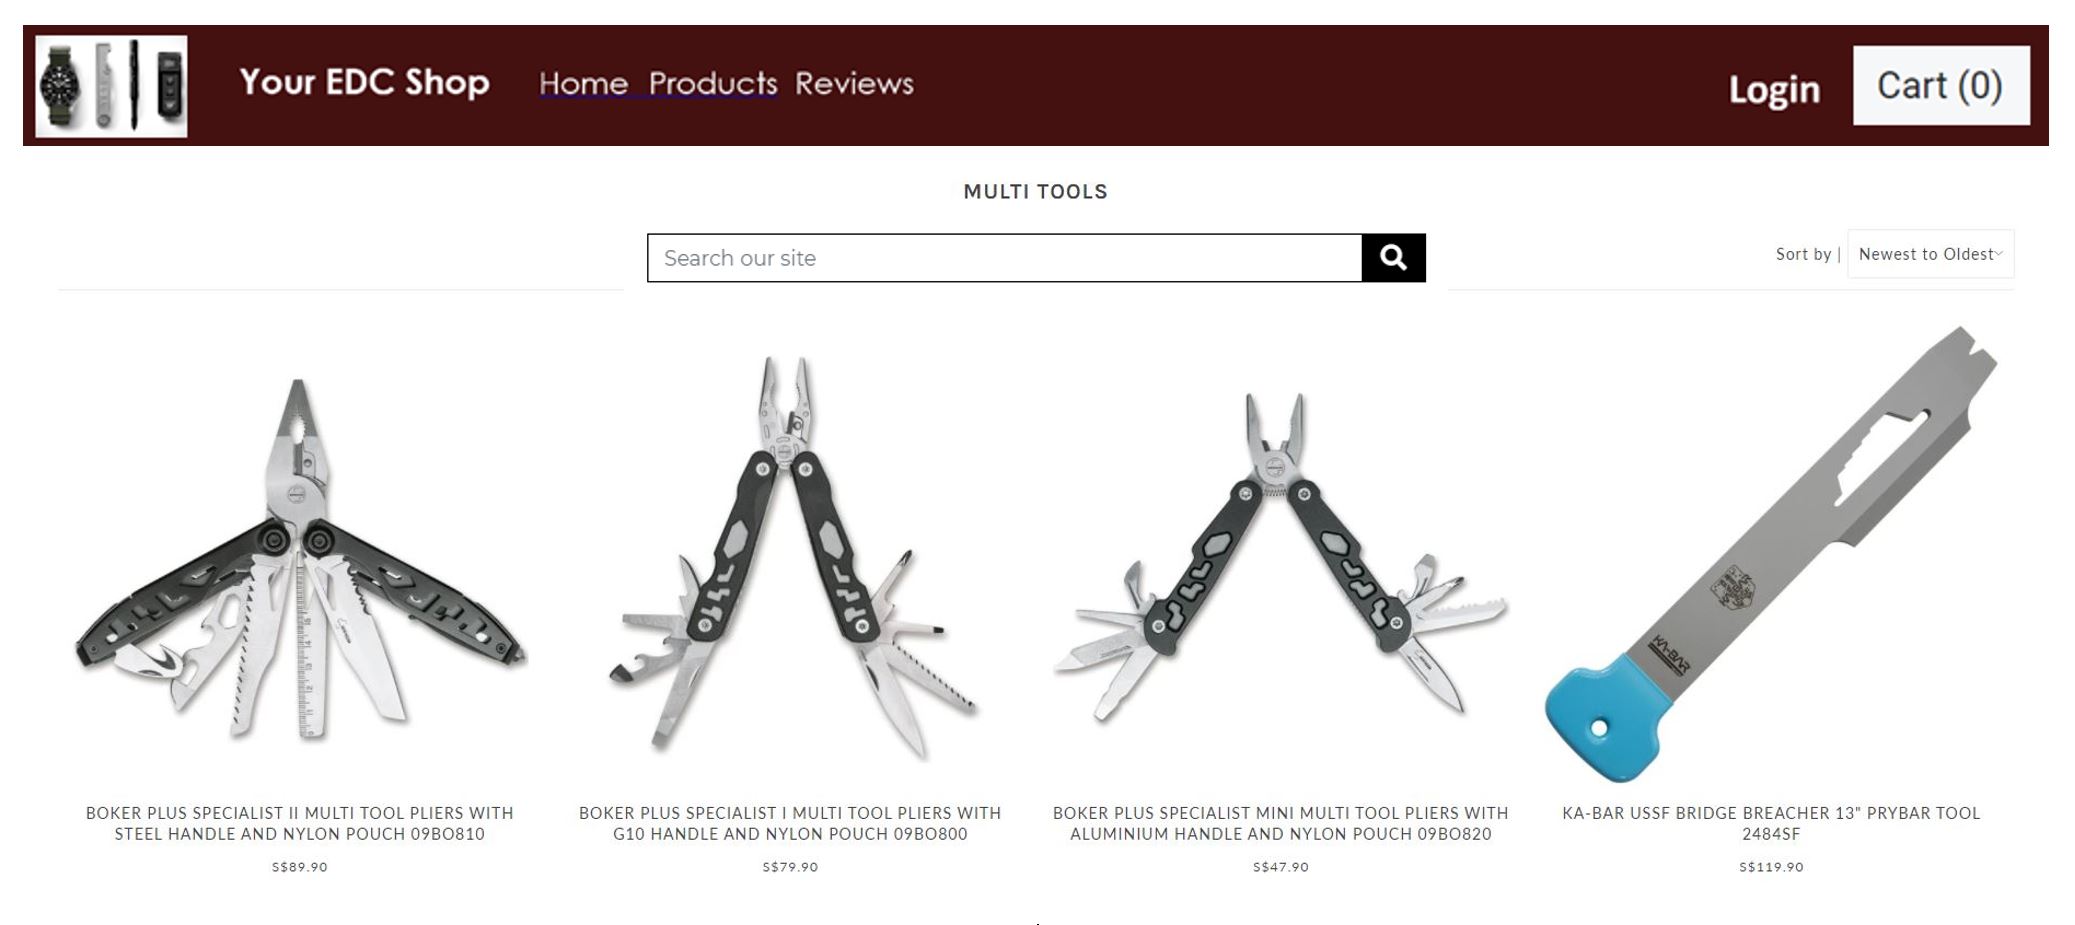 Your EDC Shop Home Products Reviews Login Cart (0)
MULTI TOOLS
Search our site
Sort by | Newest to Oldest
KA-BAR
BOKER PLUS SPECIALIST II MULTI TOOL PLIERS WITH
STEEL HANDLE AND NYLON POUCH 09BO810
S$89.90
BOKER PLUS SPECIALIST I MULTI TOOL PLIERS WITH
G10 HANDLE AND NYLON POUCH 09BO800
S$79.90
BOKER PLUS SPECIALIST MINI MULTI TOOL PLIERS WITH
ALUMINIUM HANDLE AND NYLON POUCH 09BO820
S$47.90
KA-BAR USSF BRIDGE BREACHER 13" PRYBAR TOOL
2484SF
S$119.90